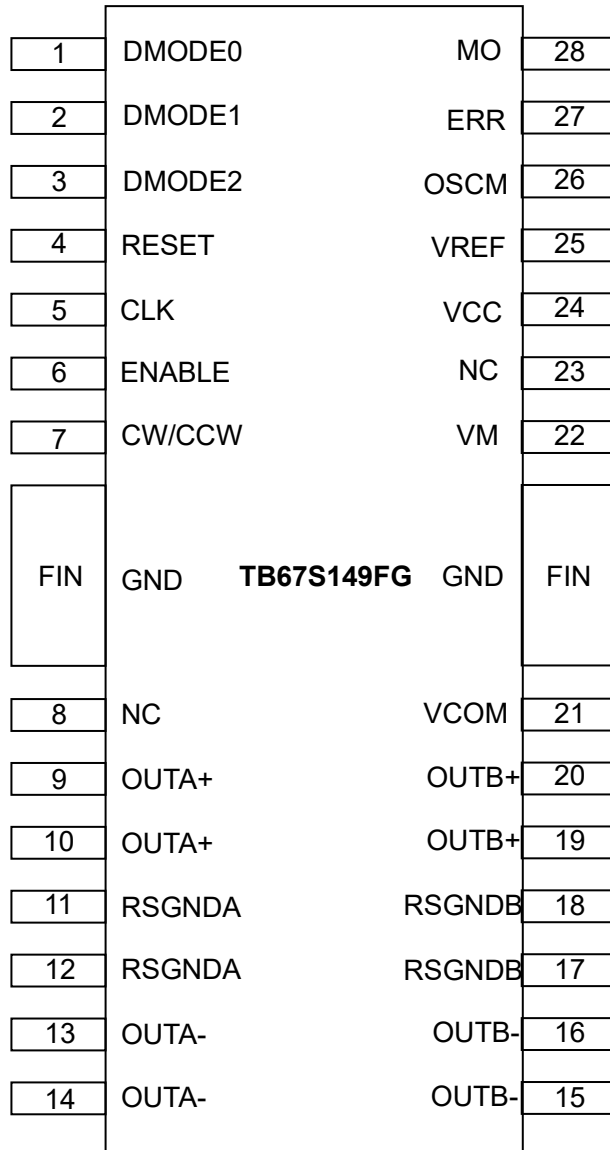 1 DMODE0 MO 28
2 DMODE1 ERR 27
3 DMODE2 OSCM 26
4 RESET VREF 25
5 CLK VCC 24
6 ENABLE NC 23
7 CW/CCW VM 22
FIN GND TB67S149FG GND FIN
8 NC VCOM 21
9 OUTA+ OUTB+ 20
10 OUTA+ OUTB+ 19
11 RSGNDA RSGNDB 18
12 RSGNDA RSGNDB 17
13 OUTA- OUTB- 16
14 OUTA- OUTB- 15